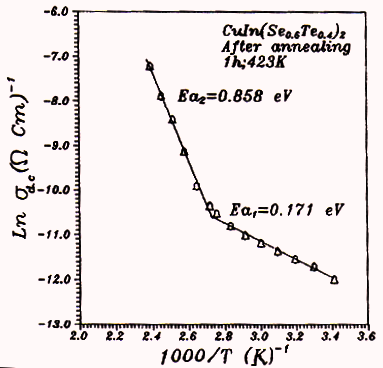 -6.0
CuIn(Se0.6Te0.4)2
After annealing
1h;423K
-7.0
-8.0
Ea2=0.858 eV
-9.0
-10.0
Ea1=0.171 eV
-11.0
-12.0
-13.0
Ln σd.c(Ω Cm)-1
2.0 2.2 2.4 2.6 2.8 3.0 3.2 3.4 3.6
1000/T (K)-1